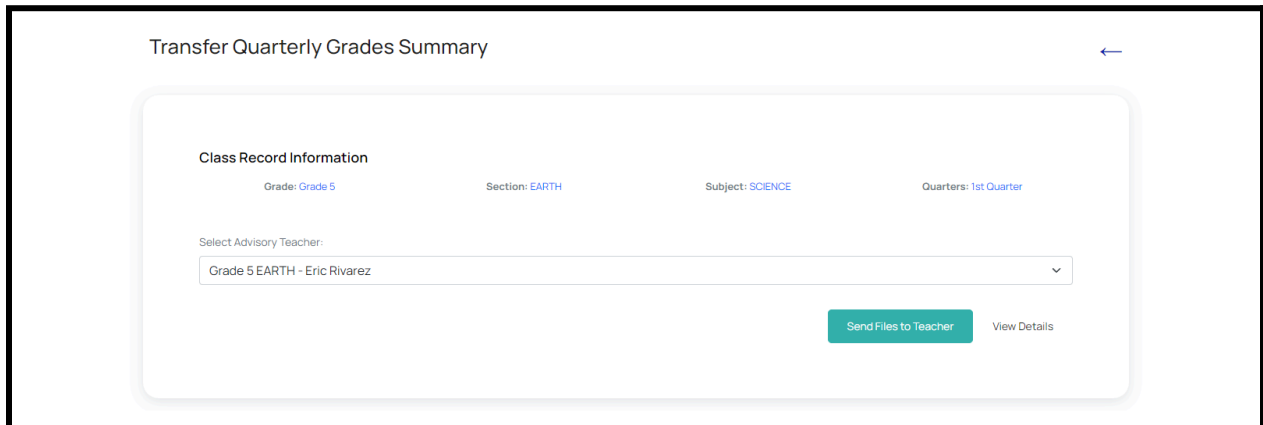 Transfer Quarterly Grades Summary
Class Record Information
Grade: Grade 5 Section: EARTH Subject: SCIENCE Quarters: 1st Quarter
Select Advisory Teacher:
Grade 5 EARTH - Eric Rivarez
Send Files to Teacher View Details